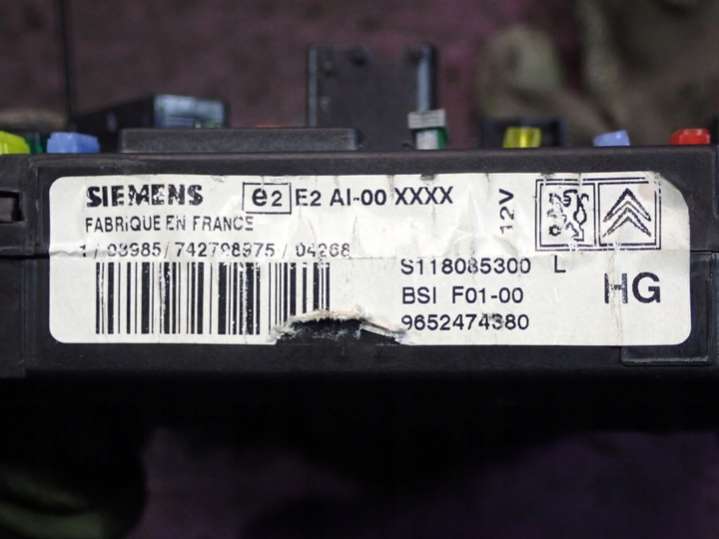 SIEMENS e2 E2 AI-00 XXXX
12V
FABRIQUE EN FRANCE
1/ 08985/ 742798975 / 04268
S118085300 L
BSI F01-00
HG
9652474380